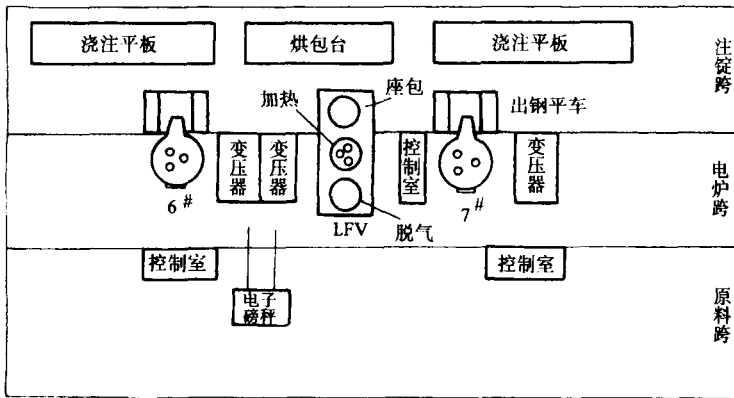 浇注平板
烘包台
浇注平板
注锭跨
座包
加热
出钢平车
变压器
变压器
控制室
变压器
电炉跨
6#
7#
LFV
脱气
控制室
控制室
电子
磅秤
原料跨